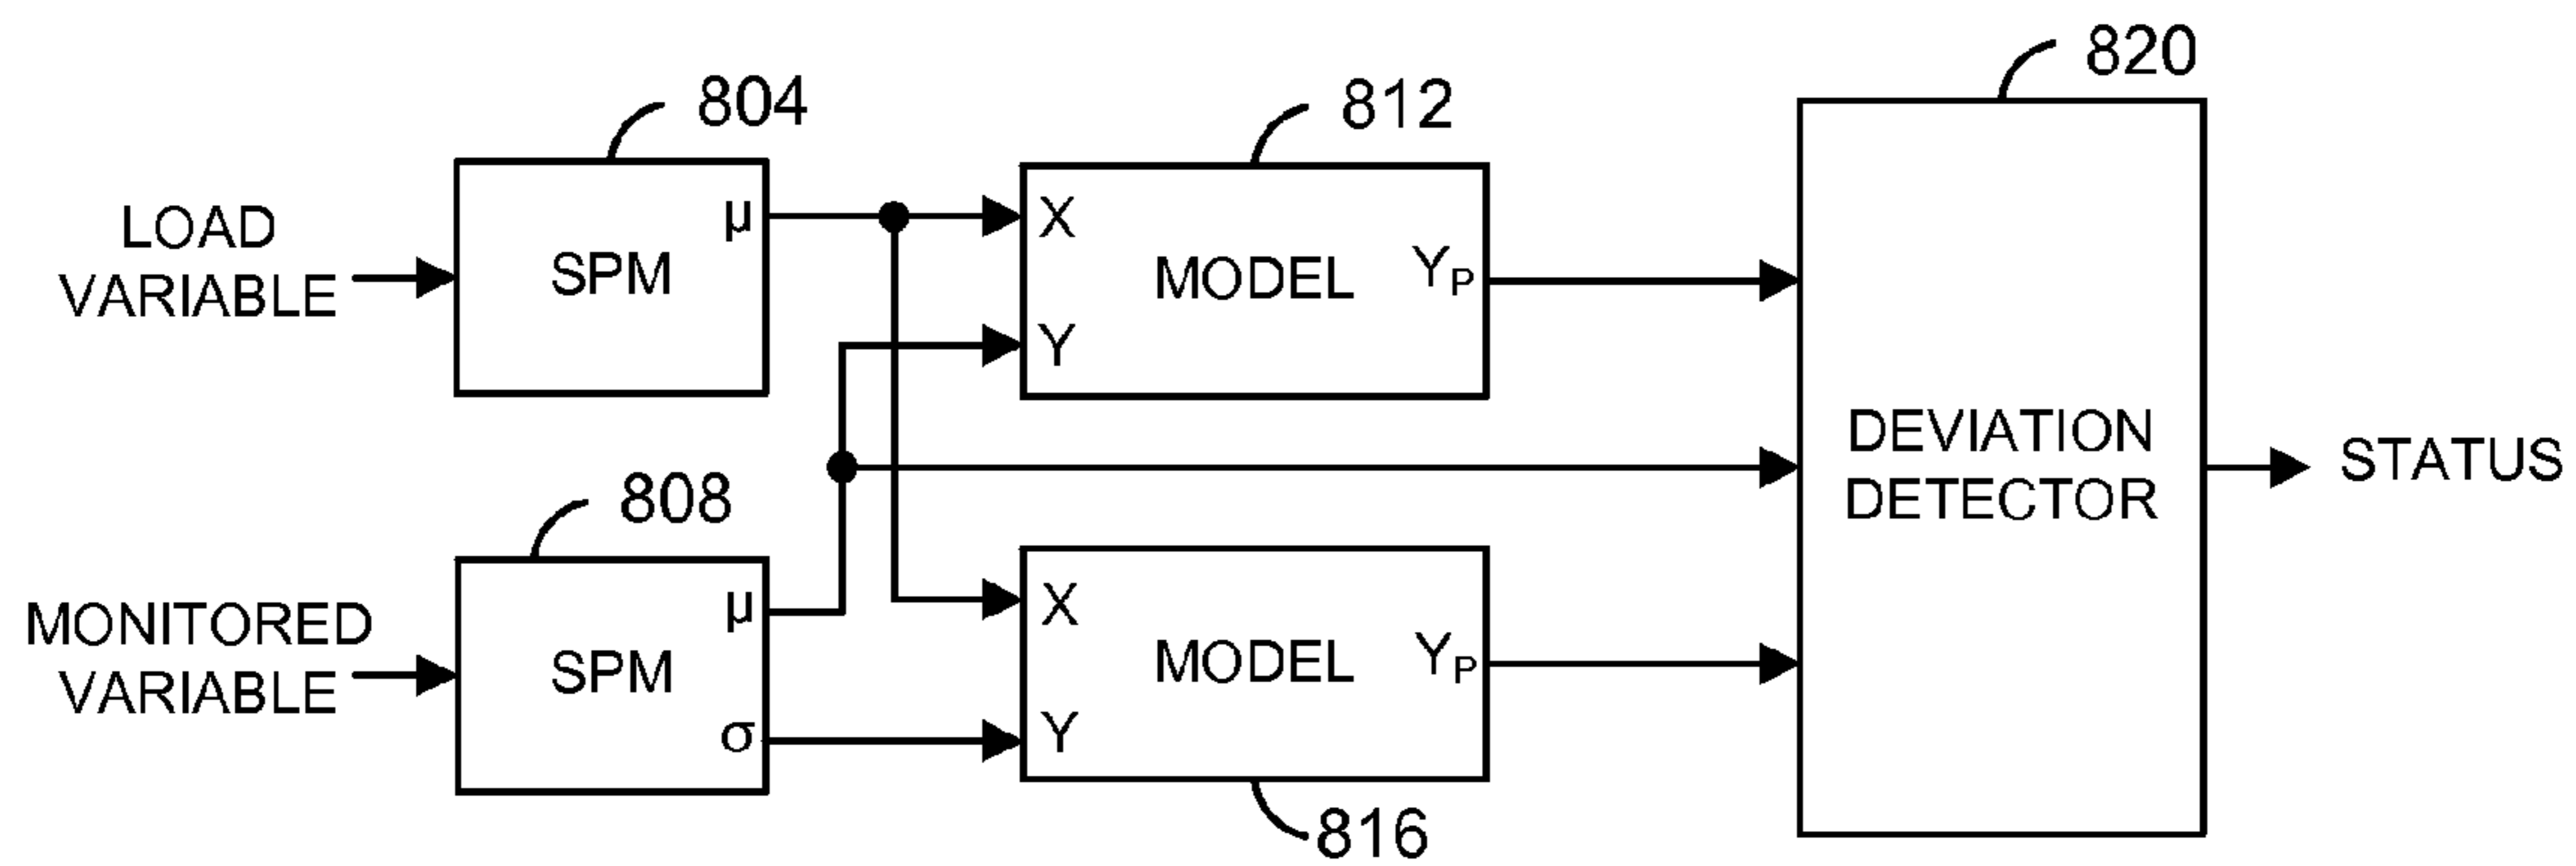 804
812
820
LOAD
VARIABLE
SPM
μ
X
Y
MODEL
YP
808
MONITORED
VARIABLE
SPM
μ
σ
X
Y
MODEL
YP
816
DEVIATION
DETECTOR
STATUS